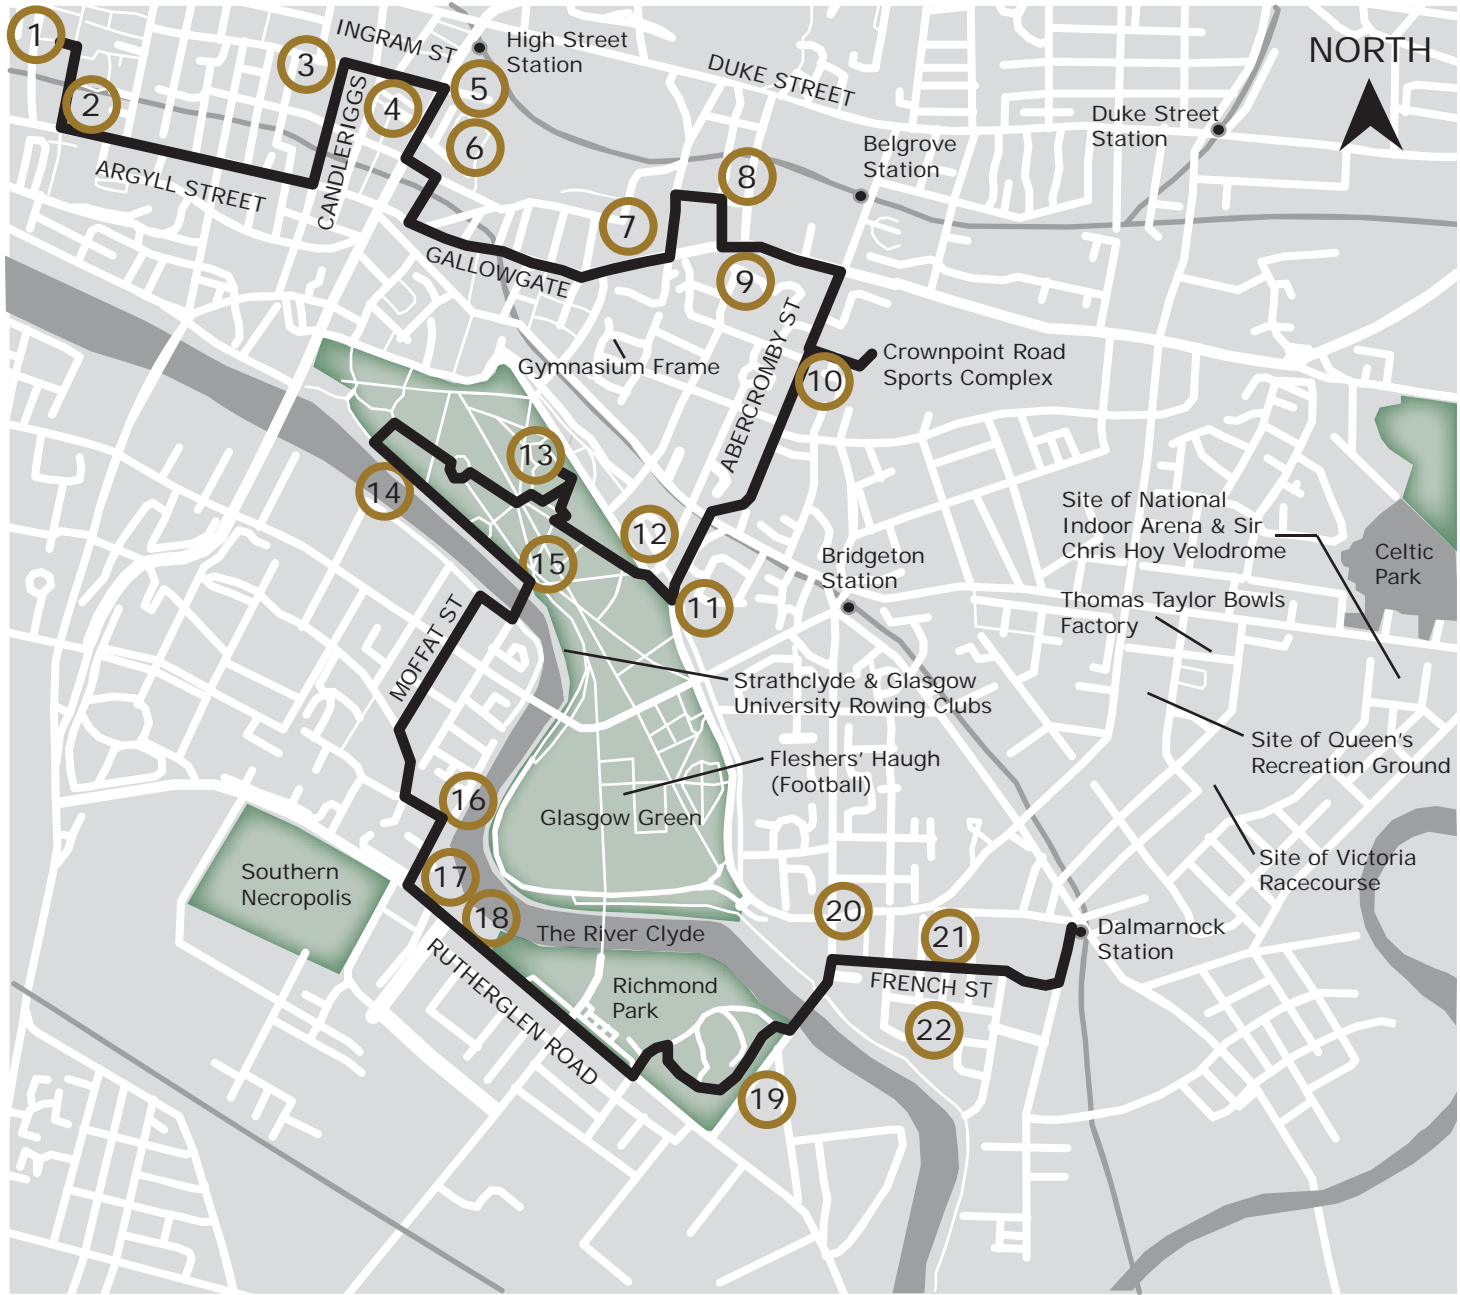 NORTH
1
2
3
INGRAM ST
High Street
Station
DUKE STREET
4
5
6
CANDLERIGGS
ARGYLL STREET
Duke Street
Station
Belgrove
Station
7
8
9
GALLOWGATE
Gymnasium Frame
ABERCROMBY ST
10
Crownpoint Road
Sports Complex
13
14
12
15
11
Bridgeton
Station
Site of National
Indoor Arena & Sir
Chris Hoy Velodrome
Celtic
Park
Thomas Taylor Bowls
Factory
MOFFAT ST
Strathclyde & Glasgow
University Rowing Clubs
Site of Queen's
Recreation Ground
Fleshers' Haugh
(Football)
16
Glasgow Green
Southern
Necropolis
17
18
Site of Victoria
Racecourse
The River Clyde
20
21
Dalmarnock
Station
RUTHERGLEN ROAD
Richmond
Park
FRENCH ST
22
19